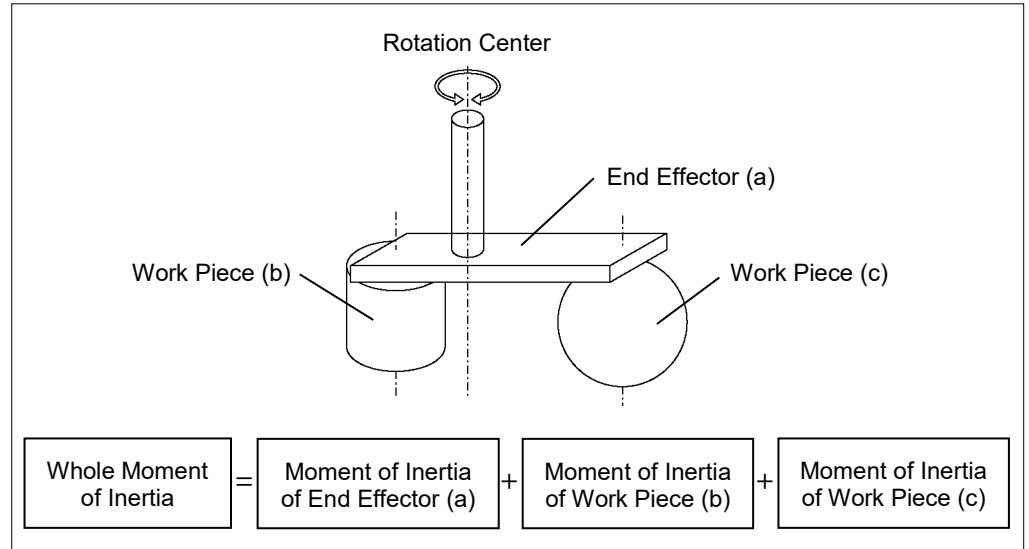 Rotation Center
End Effector (a)
Work Piece (b)
Work Piece (c)
Whole Moment
of Inertia
=
Moment of Inertia
of End Effector (a)
+
Moment of Inertia
of Work Piece (b)
+
Moment of Inertia
of Work Piece (c)